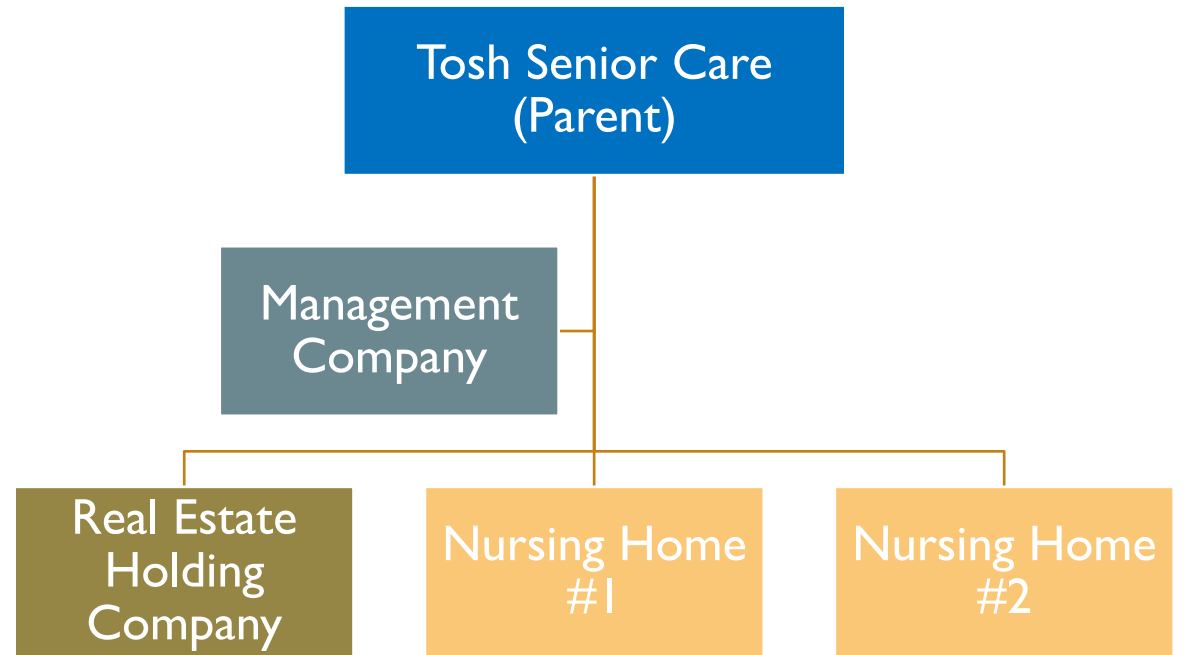 Tosh Senior Care
(Parent)
Management
Company
Real Estate
Holding
Company
Nursing Home
#1
Nursing Home
#2